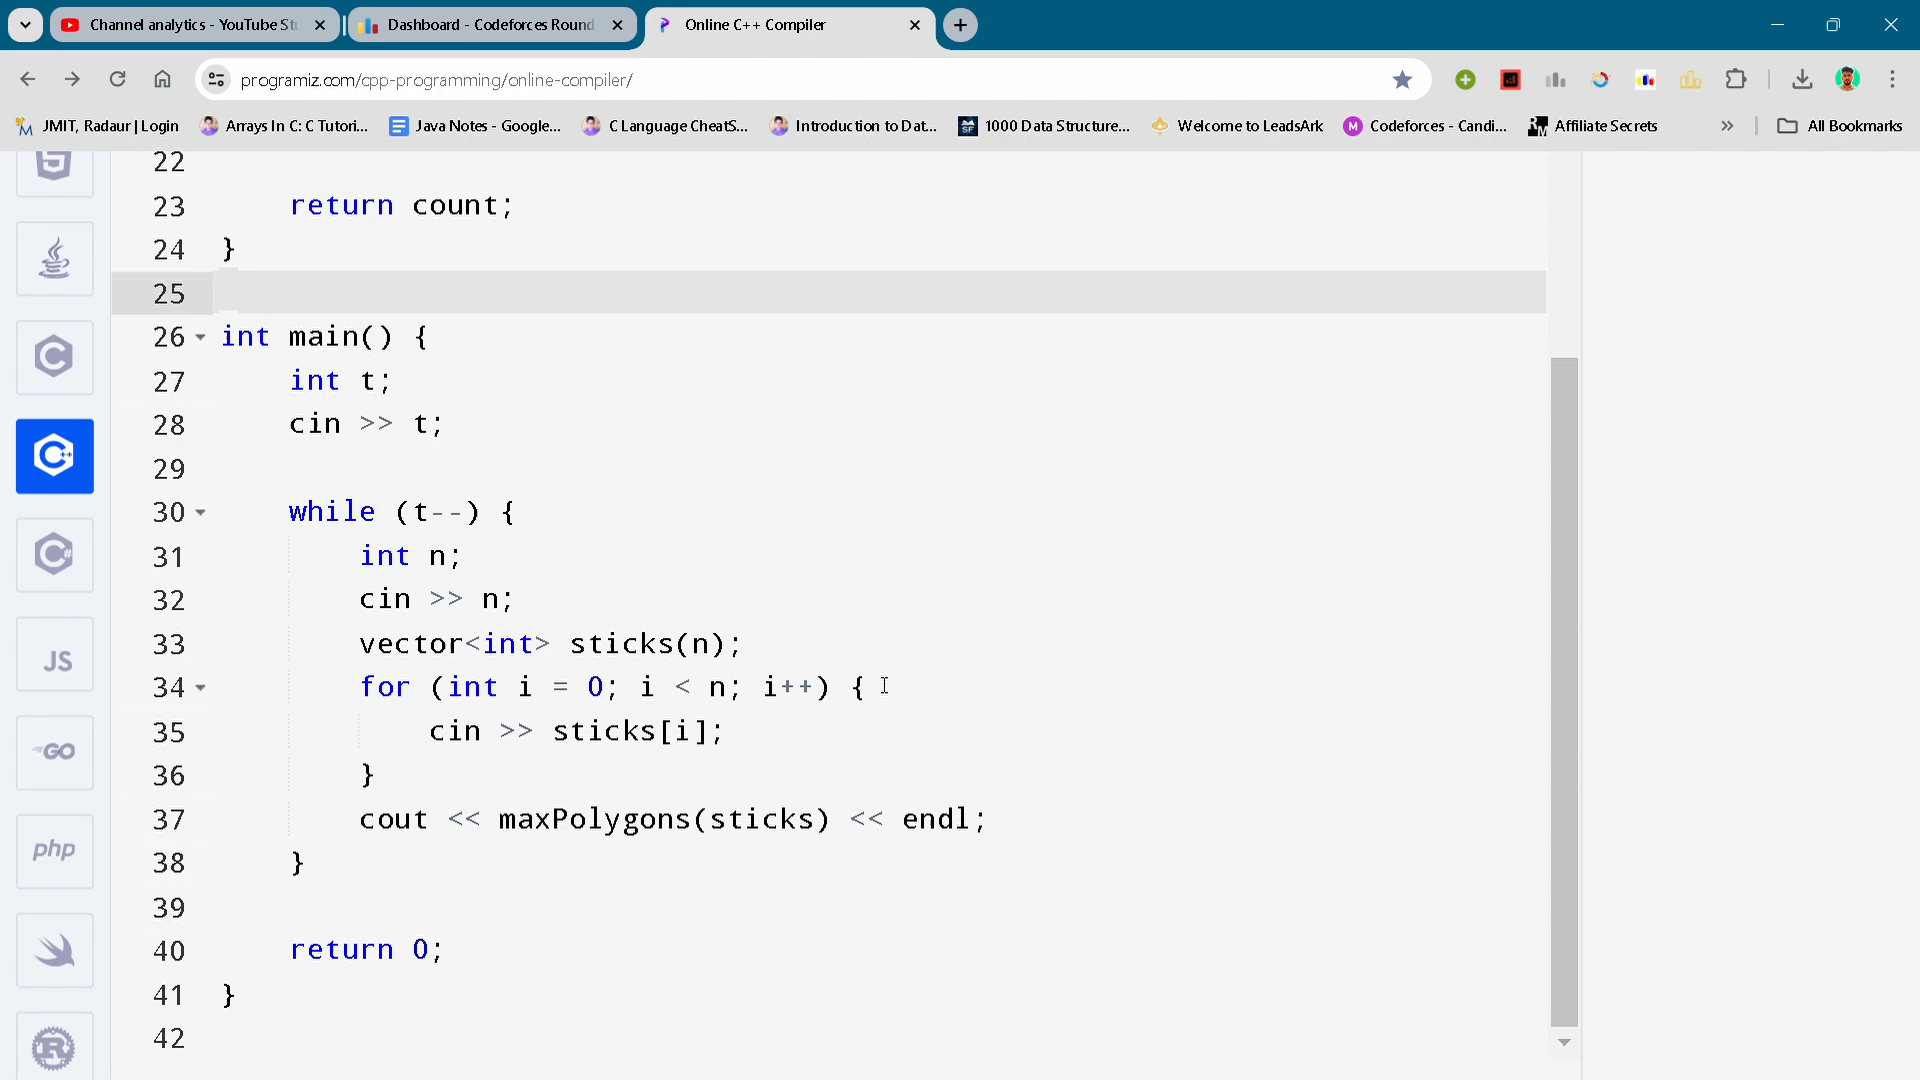 Channel analytics - YouTube St
Dashboard - Codeforces Round
Online C++ Compiler
programiz.com/cpp-programming/online-compiler/
JMIT, Radaur | Login
Arrays In C: C Tutori...
Java Notes - Google...
C Language CheatS...
Introduction to Dat...
1000 Data Structure...
Welcome to LeadsArk
Codeforces - Candi...
Affiliate Secrets
All Bookmarks
22
23 return count;
24 }
25
26 int main() {
27 int t;
28 cin >> t;
29
30 while (t--) {
31 int n;
32 cin >> n;
33 vector<int> sticks(n);
34 for (int i = 0; i < n; i++) {
35 cin >> sticks[i];
36 }
37 cout << maxPolygons(sticks) << endl;
38 }
39
40 return 0;
41 }
42
JS
GO
php